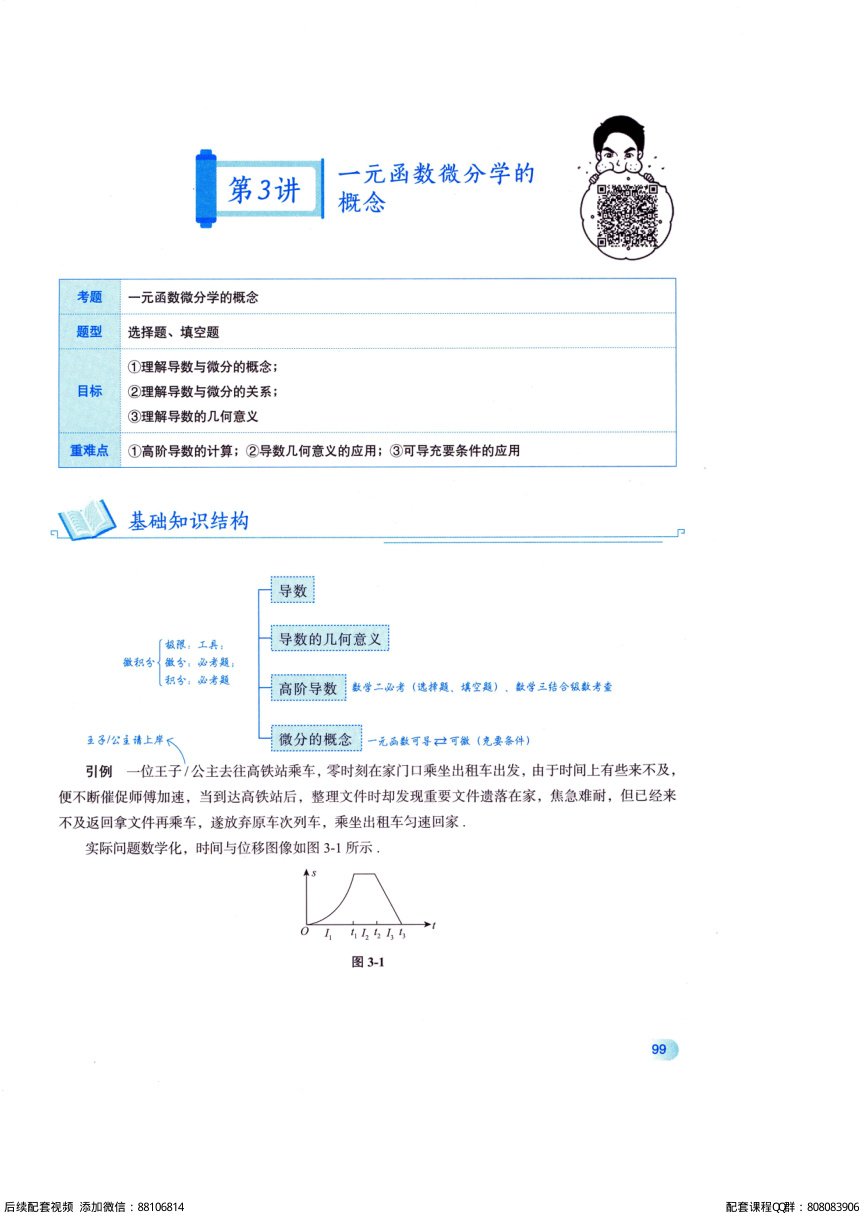 第3讲
一元函数微分学的
概念
考题 一元函数微分学的概念
题型 选择题、填空题
目标 ①理解导数与微分的概念；
②理解导数与微分的关系；
③理解导数的几何意义
重难点 ①高阶导数的计算；②导数几何意义的应用；③可导充要条件的应用
基础知识结构
导数
导数的几何意义
微积分 极限：工具；
微分：必考题；
积分：必考题
高阶导数 数学二必考（选择题、填空题）、数学三结合级数考查
微分的概念 一元函数可导⇄可微（充要条件）
王子/公主请上岸
引例 一位王子/公主去往高铁站乘车，零时刻在家门口乘坐出租车出发，由于时间上有些来不及，
便不断催促师傅加速，当到达高铁站后，整理文件时却发现重要文件遗落在家，焦急难耐，但已经来
不及返回拿文件再乘车，遂放弃原车次列车，乘坐出租车匀速回家．
实际问题数学化，时间与位移图像如图 3-1 所示．
s
O I₁ t₁ I₂ t₂ I₃ t₃ t
图 3-1
99
后续配套视频 添加微信：88106814
配套课程QQ群：808083906